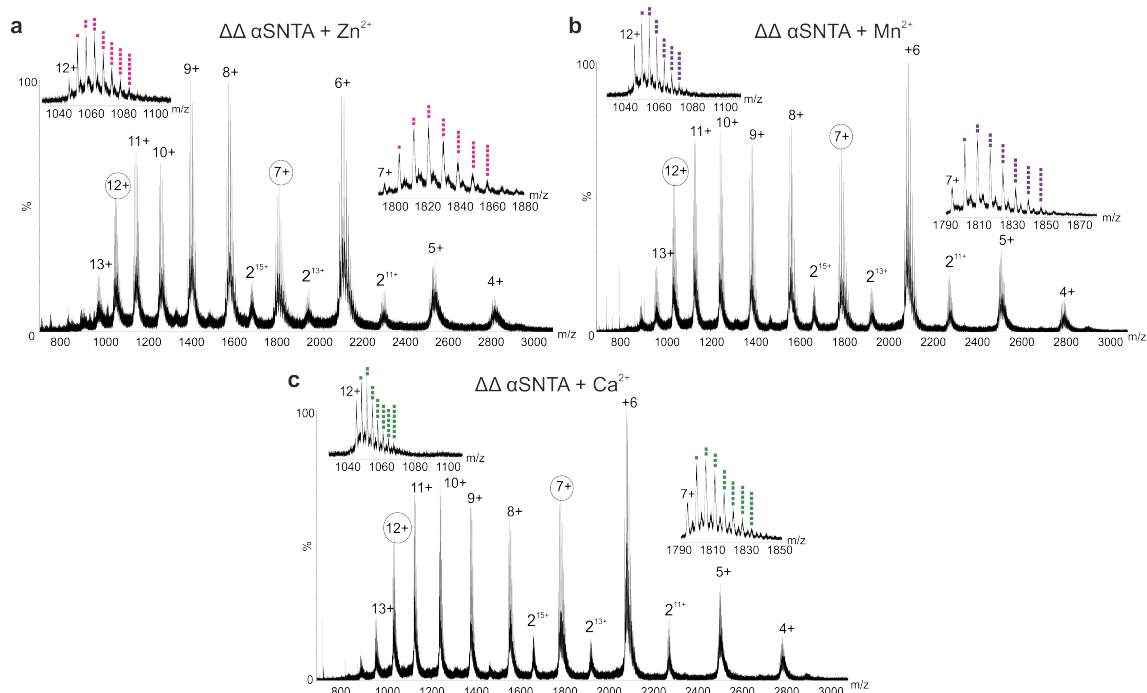 a
ΔΔ αSNTA + Zn²⁺
12+
1040 1060 1080 1100 m/z
100
9+
8+
6+
11+
10+
12+
7+
7+
1800 1820 1840 1860 1880
m/z
%
13+
2¹⁵⁺
2¹³⁺
2¹¹⁺
5+
4+
0
800 1000 1200 1400 1600 1800 2000 2200 2400 2600 2800 3000
m/z
b
ΔΔ αSNTA + Mn²⁺
12+
1040 1060 1080 1100 m/z
100
+6
11+
10+
9+
8+
7+
12+
7+
1790 1810 1830 1850 1870
m/z
%
13+
2¹⁵⁺
2¹³⁺
2¹¹⁺
5+
4+
0
800 1000 1200 1400 1600 1800 2000 2200 2400 2600 2800 3000
m/z
c
ΔΔ αSNTA + Ca²⁺
12+
1040 1060 1080 1100
m/z
100
+6
11+
10+
9+
8+
7+
12+
7+
1790 1810 1830 1850
m/z
%
13+
2¹⁵⁺
2¹³⁺
2¹¹⁺
5+
4+
0
800 1000 1200 1400 1600 1800 2000 2200 2400 2600 2800 3000
m/z